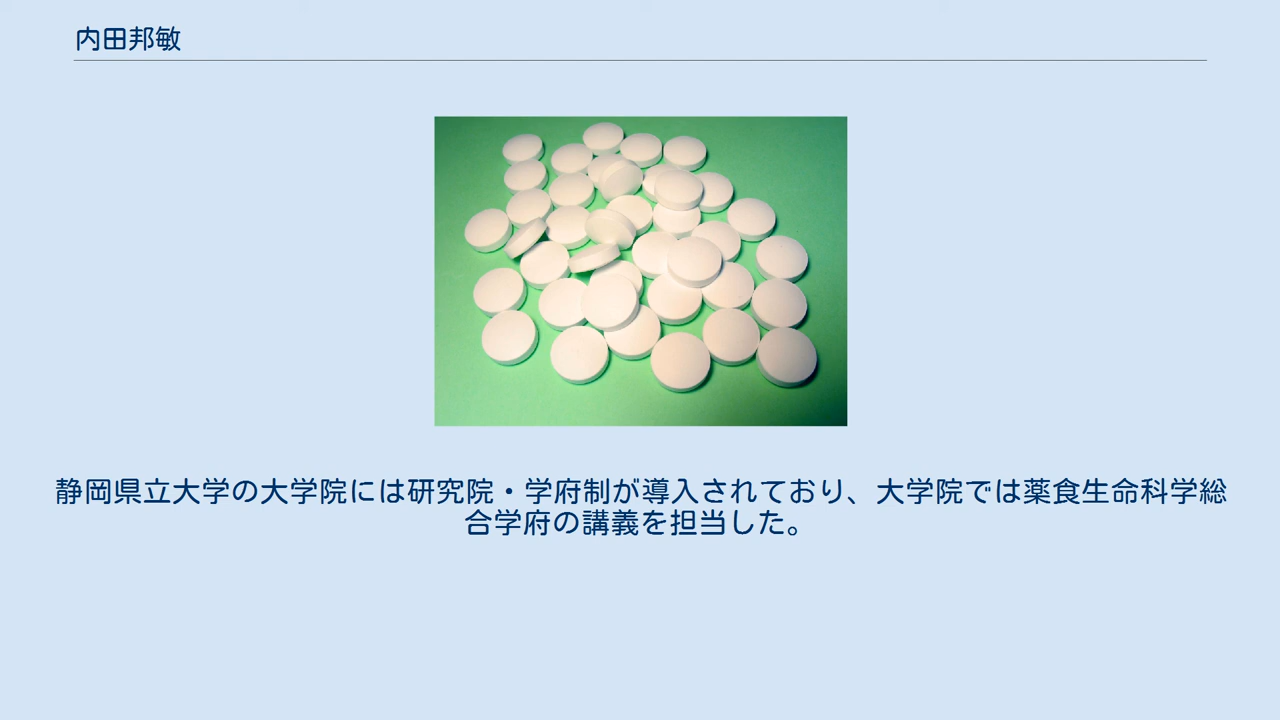 内田邦敏
静岡県立大学の大学院には研究院・学府制が導入されており、大学院では薬食生命科学総
合学府の講義を担当した。